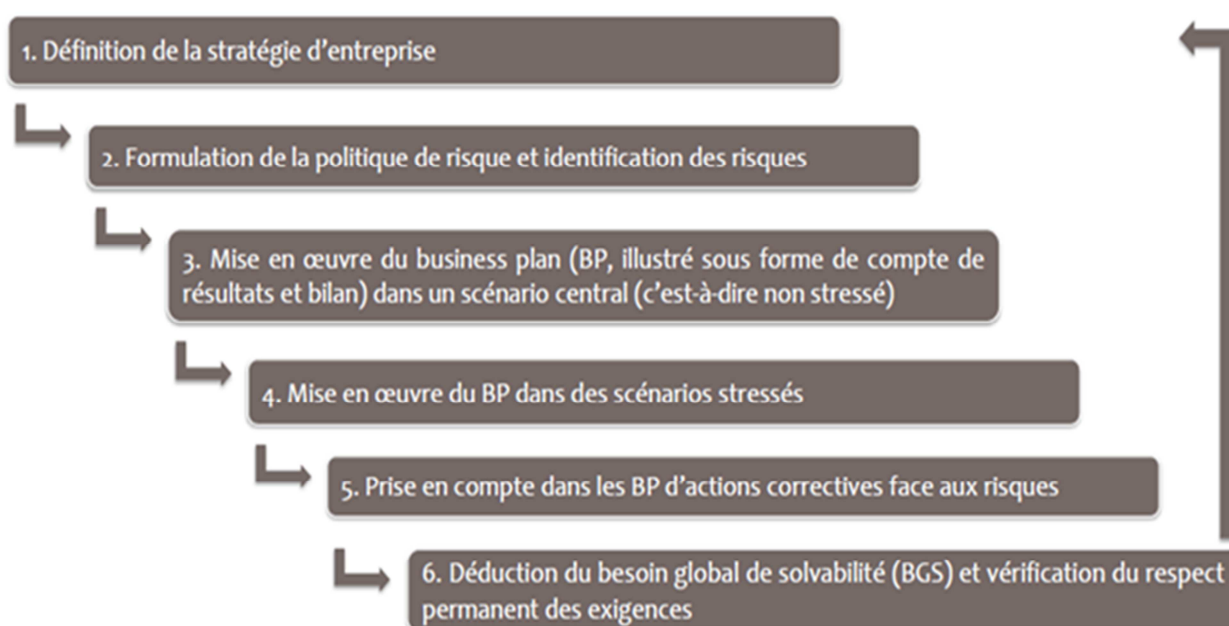 1. Définition de la stratégie d’entreprise
2. Formulation de la politique de risque et identification des risques
3. Mise en œuvre du business plan (BP, illustré sous forme de compte de
résultats et bilan) dans un scénario central (c’est-à-dire non stressé)
4. Mise en œuvre du BP dans des scénarios stressés
5. Prise en compte dans les BP d’actions correctives face aux risques
6. Déduction du besoin global de solvabilité (BGS) et vérification du respect
permanent des exigences